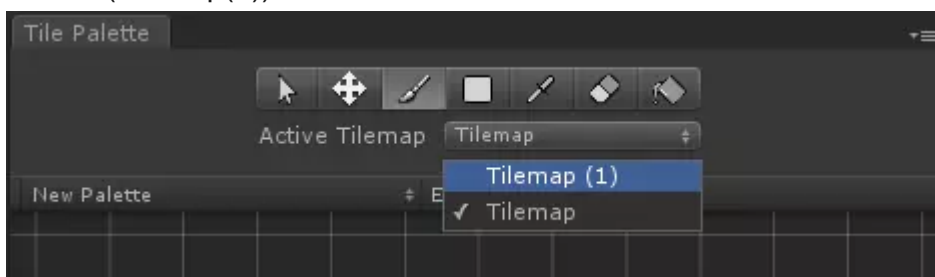 Tile Palette
Active Tilemap Tilemap
Tilemap (1)
New Palette E
✓ Tilemap